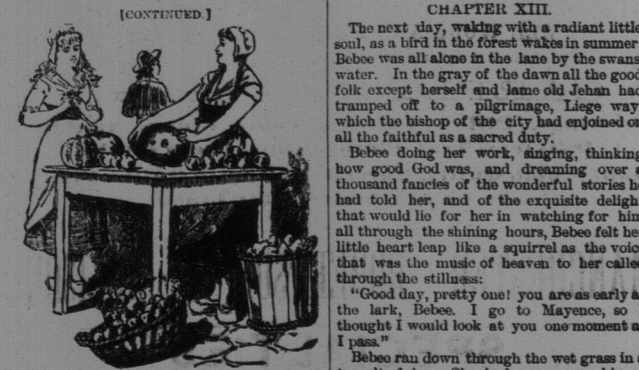 [CONTINUED.]
CHAPTER XIII.
The next day, waking with a radiant little
soul, as a bird in the forest wakes in summer
Bebee was all alone in the lane by the swans
water. In the gray of the dawn all the good
folk except herself and lame old Jehan had
tramped off to a pilgrimage, Liege way
which the bishop of the city had enjoined on
all the faithful as a sacred duty.
Bebee doing her work, singing, thinking
how good God was, and dreaming over a
thousand fancies of the wonderful stories h
had told her, and of the exquisite deligh
that would lie for her in watching for him
all through the shining hours, Bebee felt he
little heart leap like a squirrel as the voic
that was the music of heaven to her calle
through the stillness:
"Good day, pretty one! you are as early a
the lark, Bebee. I go to Mayence, so
thought I would look at you one moment a
I pass."
Bebee ran down through the wet grass in